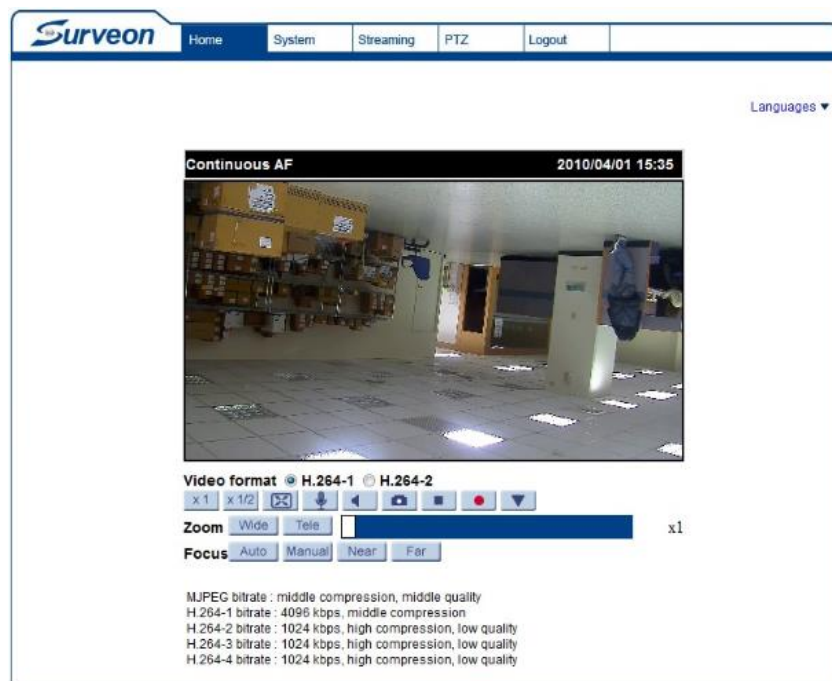 Surveon
Home System Streaming PTZ Logout
Languages ▼
Continuous AF 2010/04/01 15:35
Video format H.264-1 H.264-2
x 1 x 1/2
Zoom Wide Tele x1
Focus Auto Manual Near Far
MJPEG bitrate : middle compression, middle quality
H.264-1 bitrate : 4096 kbps, middle compression
H.264-2 bitrate : 1024 kbps, high compression, low quality
H.264-3 bitrate : 1024 kbps, high compression, low quality
H.264-4 bitrate : 1024 kbps, high compression, low quality